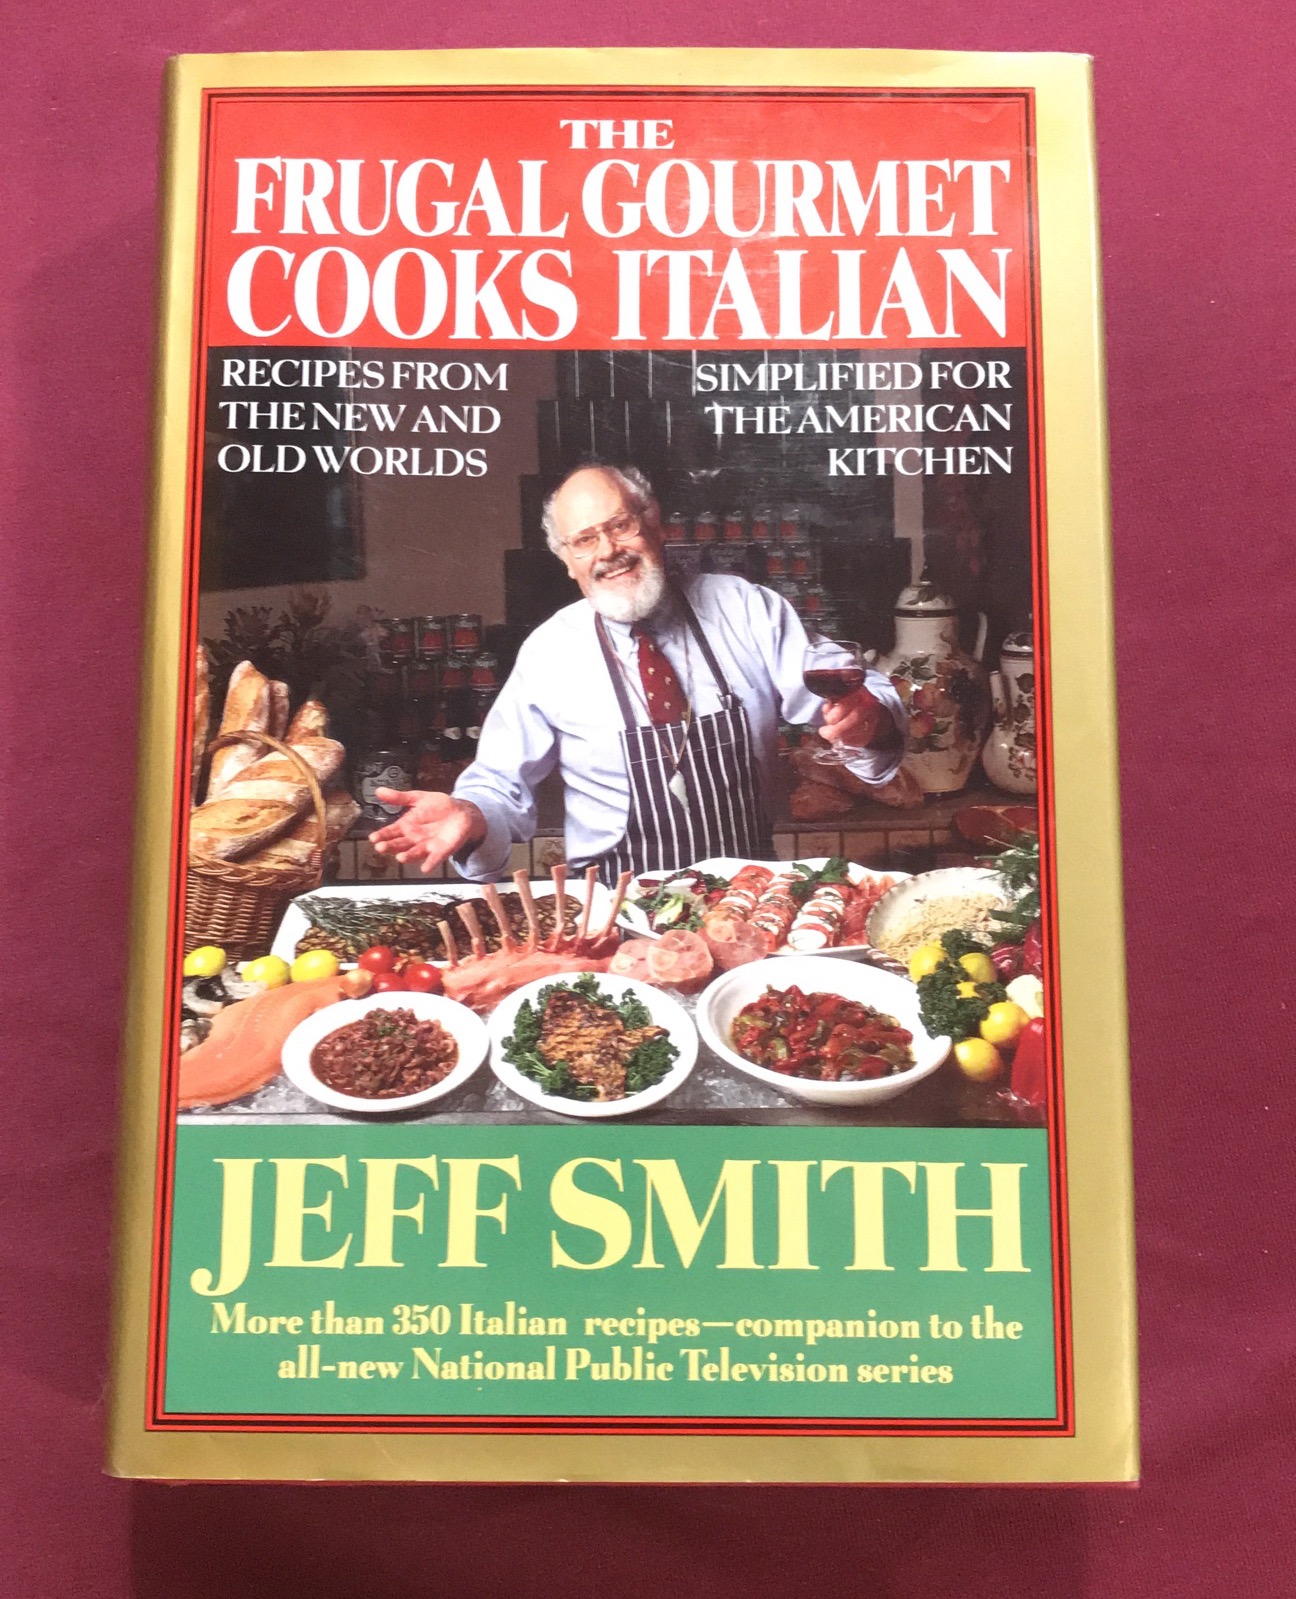 THE
FRUGAL GOURMET
COOKS ITALIAN
RECIPES FROM
THE NEW AND
OLD WORLDS
SIMPLIFIED FOR
THE AMERICAN
KITCHEN
JEFF SMITH
More than 350 Italian recipes—companion to the
all-new National Public Television series